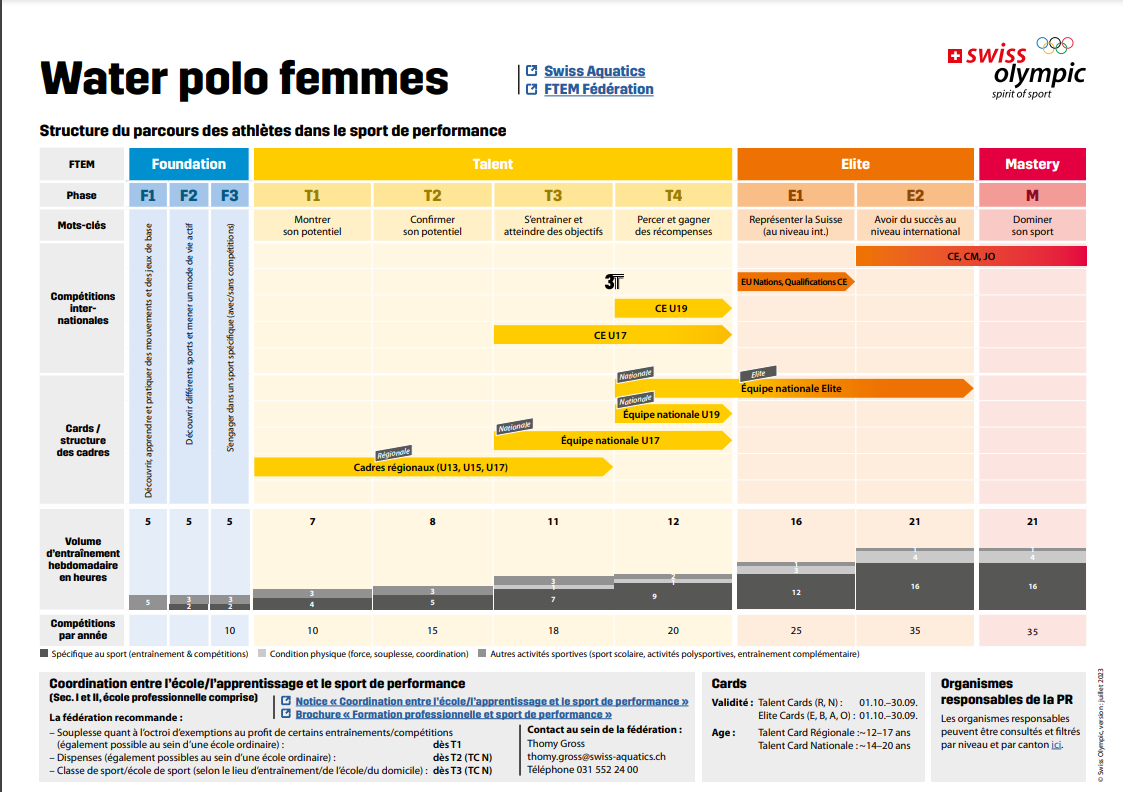 Water polo femmes
Swiss Aquatics
FTEM Fédération
swiss
olympic
spirit of sport
Structure du parcours des athlètes dans le sport de performance
FTEM
Foundation
Talent
Elite
Mastery
Phase
F1
F2
F3
T1
T2
T3
T4
E1
E2
M
Mots-clés
Montrer
son potentiel
Confirmer
son potentiel
S'entraîner et
atteindre des objectifs
Percer et gagner
des récompenses
Représenter la Suisse
(au niveau int.)
Avoir du succès au
niveau international
Dominer
son sport
Découvrir, apprendre et pratiquer des mouvements et des jeux de base
Découvrir différents sports et mener un mode de vie actif
S'engager dans un sport spécifique (avec/sans compétitions)
Compétitions
inter-
nationales
CE, CM, JO
EU Nations, Qualifications CE
CE U19
CE U17
Cards /
structure
des cadres
Nationale
Elite
Équipe nationale Elite
Nationale
Équipe nationale U19
Nationale
Équipe nationale U17
Régionale
Cadres régionaux (U13, U15, U17)
Volume
d'entraînement
hebdomadaire
en heures
5
5
5
7
8
11
12
16
21
21
5
3
2
3
2
3
4
3
5
3
1
7
2
1
9
1
3
12
1
4
16
1
4
16
Compétitions
par année
10
10
15
18
20
25
35
35
Spécifique au sport (entraînement & compétitions)
Condition physique (force, souplesse, coordination)
Autres activités sportives (sport scolaire, activités polysportives, entraînement complémentaire)
Coordination entre l'école/l'apprentissage et le sport de performance
(Sec. I et II, école professionnelle comprise)
Notice « Coordination entre l'école/l'apprentissage et le sport de performance »
Brochure « Formation professionelle et sport de performance »
La fédération recommande :
– Souplesse quant à l'octroi d'exemptions au profit de certains entraînements/compétitions
(également possible au sein d'une école ordinaire) : dès T1
– Dispenses (également possibles au sein d'une école ordinaire) : dès T2 (TC N)
– Classe de sport/école de sport (selon le lieu d'entraînement/de l'école/du domicile) : dès T3 (TC N)
Contact au sein de la fédération :
Thomy Gross
thomy.gross@swiss-aquatics.ch
Téléphone 031 552 24 00
Cards
Validité : Talent Cards (R, N) : 01.10.–30.09.
Elite Cards (E, B, A, O) : 01.10.–30.09.
Age : Talent Card Régionale :~12–17 ans
Talent Card Nationale :~14–20 ans
Organismes
responsables de la PR
Les organismes responsables
peuvent être consultés et filtrés
par niveau et par canton ici.
© Swiss Olympic, version: juillet 2023